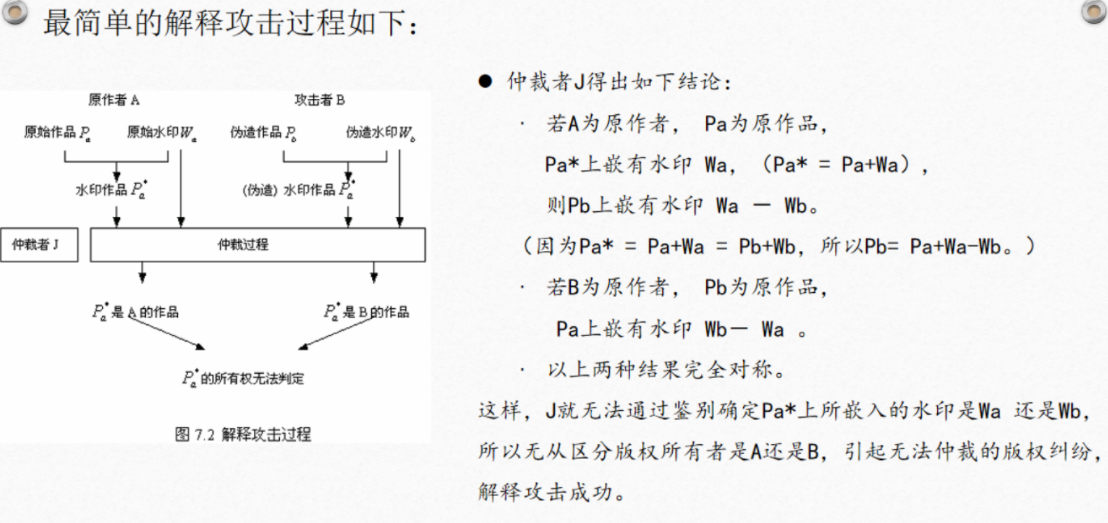 最简单的解释攻击过程如下：
原作者 A
攻击者 B
原始作品 Pa
原始水印 Wa
伪造作品 Pb
伪造水印 Wb
水印作品 Pa*
(伪造) 水印作品 Pa*
仲裁者 J
仲裁过程
Pa* 是 A 的作品
Pa* 是 B 的作品
Pa* 的所有权无法判定
图 7.2 解释攻击过程
● 仲裁者J得出如下结论：
· 若A为原作者， Pa为原作品，
Pa*上嵌有水印 Wa，（Pa* = Pa+Wa），
则Pb上嵌有水印 Wa － Wb。
（因为Pa* = Pa+Wa = Pb+Wb，所以Pb= Pa+Wa-Wb。）
· 若B为原作者， Pb为原作品，
Pa上嵌有水印 Wb－ Wa 。
· 以上两种结果完全对称。
这样，J就无法通过鉴别确定Pa*上所嵌入的水印是Wa 还是Wb，
所以无从区分版权所有者是A还是B，引起无法仲裁的版权纠纷，
解释攻击成功。